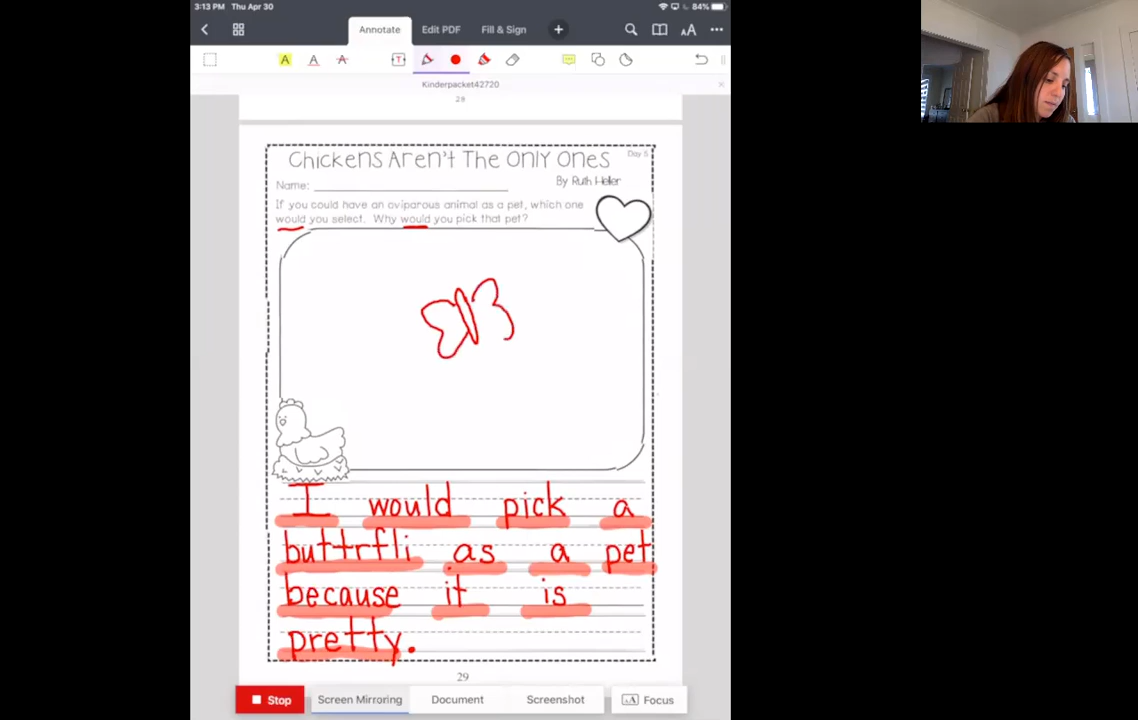 3:13 PM Thu Apr 30
84%
Annotate
Edit PDF
Fill & Sign
Kinderpacket42720
28
Chickens Aren't The Only Ones
Day 5
By Ruth Heller
Name:
If you could have an oviparous animal as a pet, which one
would you select. Why would you pick that pet?
I would pick a
buttrfli as a pet
because it is
pretty.
29
Stop
Screen Mirroring
Document
Screenshot
Focus